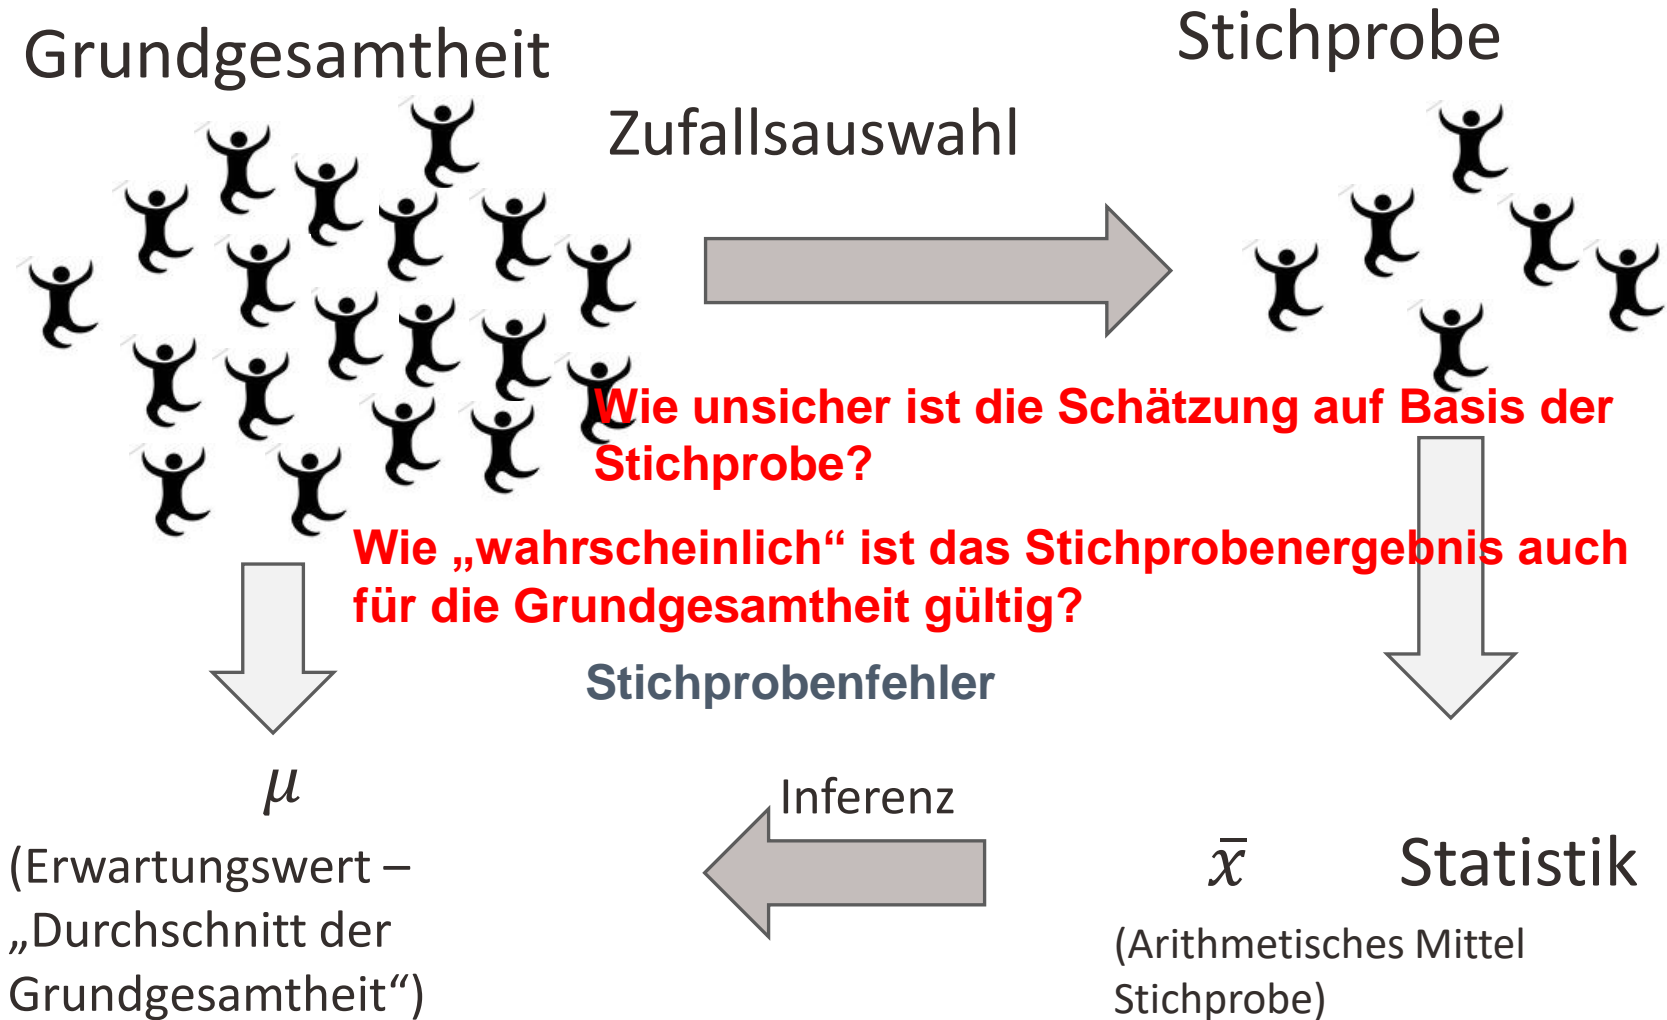 Grundgesamtheit
Stichprobe
Zufallsauswahl
Wie unsicher ist die Schätzung auf Basis der
Stichprobe?
Wie „wahrscheinlich“ ist das Stichprobenergebnis auch
für die Grundgesamtheit gültig?
Stichprobenfehler
μ
(Erwartungswert –
„Durchschnitt der
Grundgesamtheit“)
Inferenz
x̄
Statistik
(Arithmetisches Mittel
Stichprobe)